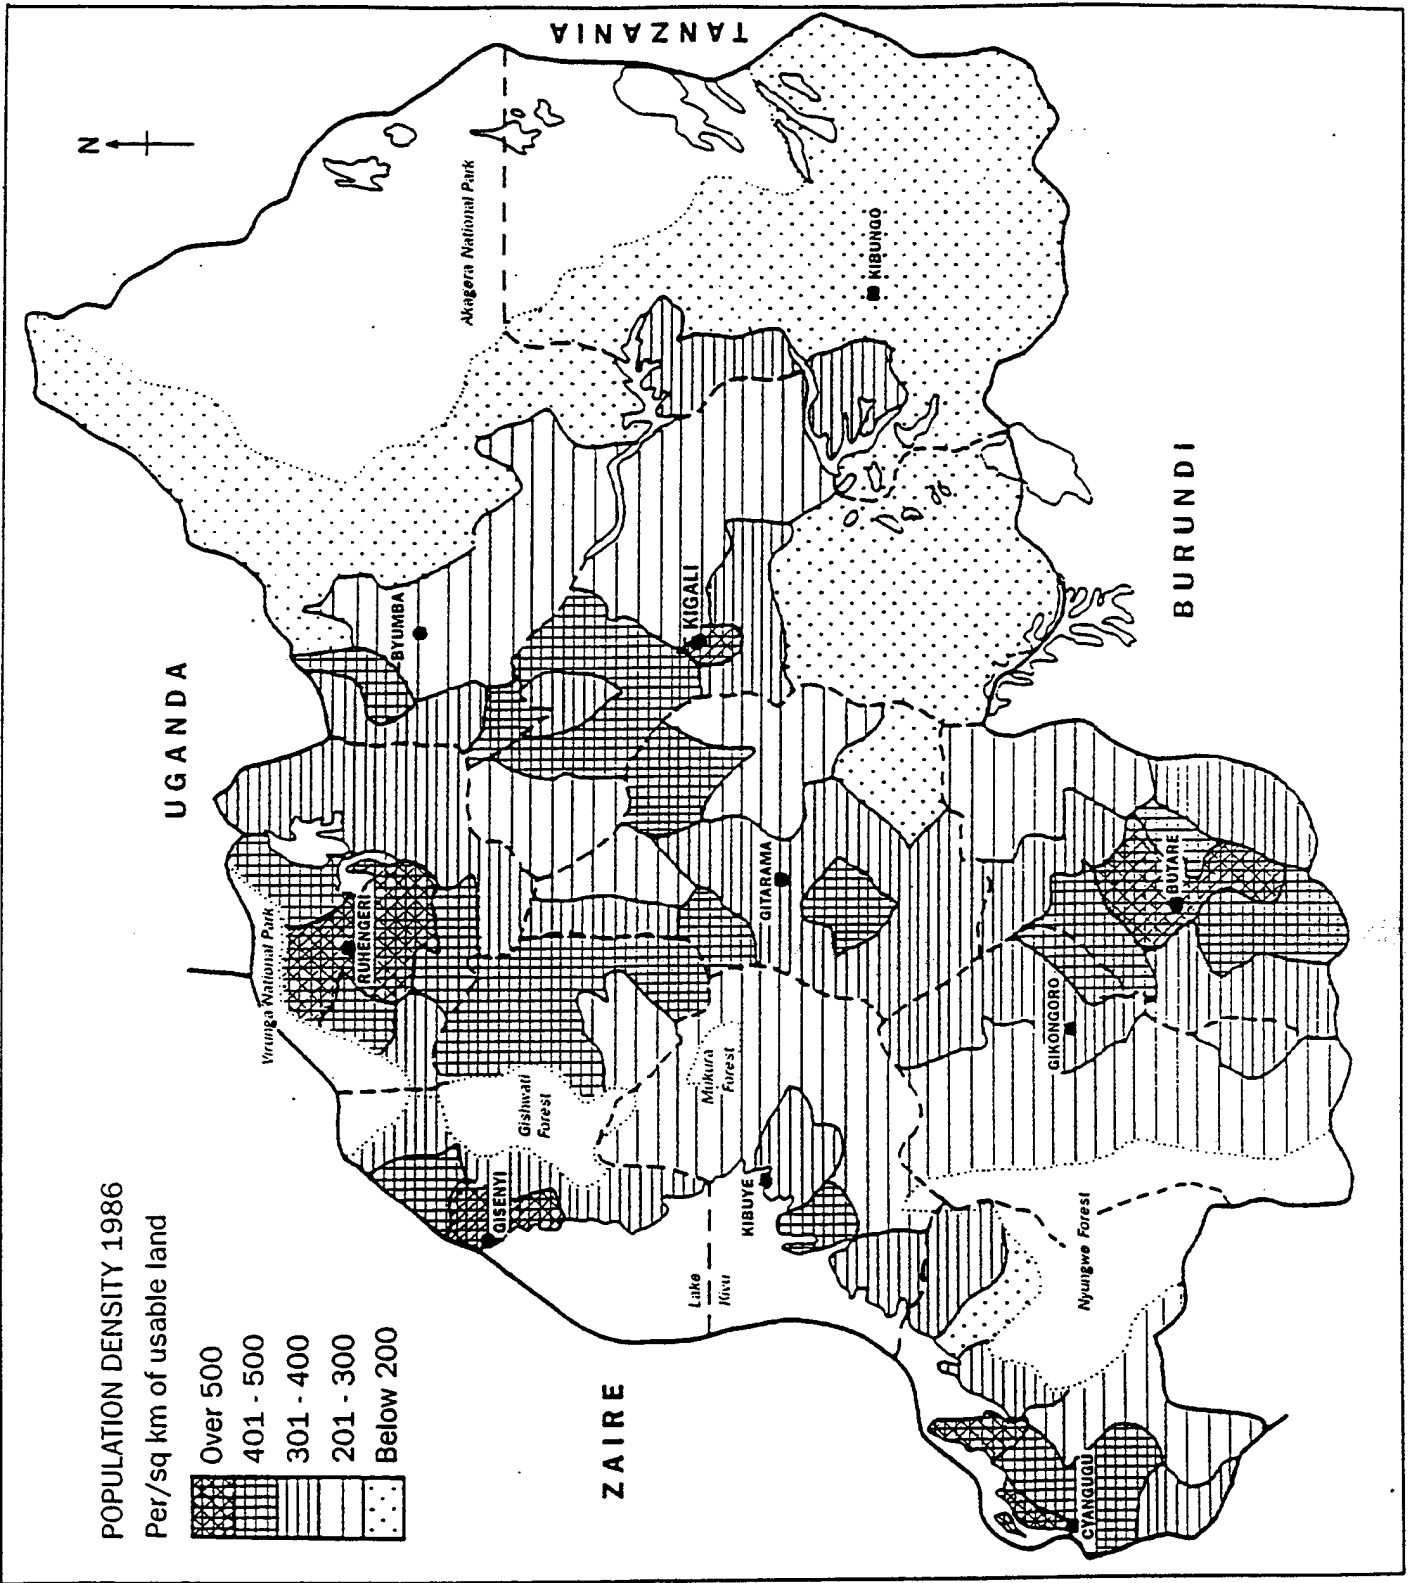 POPULATION DENSITY 1986
Per/sq km of usable land
Over 500
401 - 500
301 - 400
201 - 300
Below 200
N
UGANDA
TANZANIA
BURUNDI
ZAIRE
Virunga National Park
Akagera National Park
RUHENGERI
BYUMBA
GISENYI
Gishwati
Forest
KIGALI
Mukura
Forest
Lake
Kivu
KIBUYE
GITARAMA
KIBUNGO
GIKONGORO
BUTARE
Nyungwe Forest
CYANGUGU